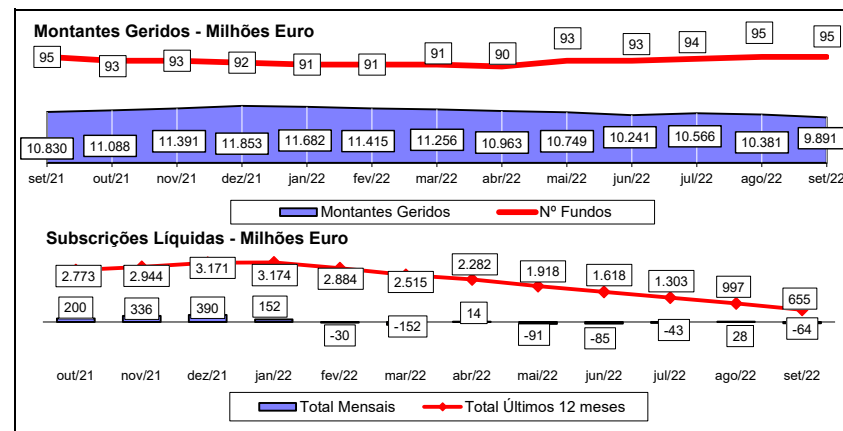 Montantes Geridos - Milhões Euro
95 93 93 92 91 91 91 90 93 93 94 95 95
10.830 11.088 11.391 11.853 11.682 11.415 11.256 10.963 10.749 10.241 10.566 10.381 9.891
set/21 out/21 nov/21 dez/21 jan/22 fev/22 mar/22 abr/22 mai/22 jun/22 jul/22 ago/22 set/22
Montantes Geridos Nº Fundos
Subscrições Líquidas - Milhões Euro
2.773 2.944 3.171 3.174 2.884 2.515 2.282 1.918 1.618 1.303 997 655
200 336 390 152 -30 -152 14 -91 -85 -43 28 -64
out/21 nov/21 dez/21 jan/22 fev/22 mar/22 abr/22 mai/22 jun/22 jul/22 ago/22 set/22
Total Mensais Total Últimos 12 meses